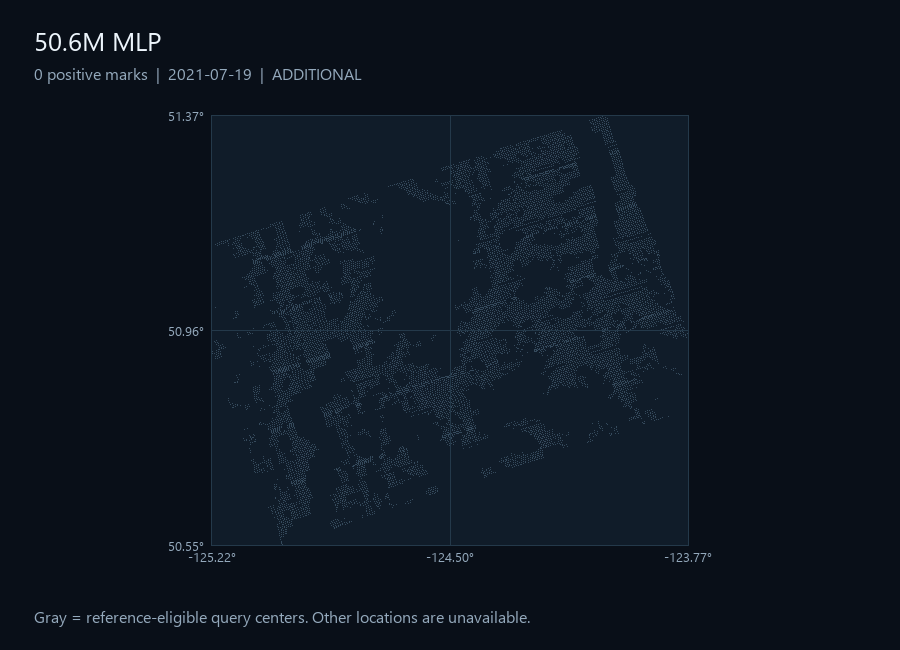 50.6M MLP
0 positive marks | 2021-07-19 | ADDITIONAL
51.37°
50.96°
50.55°
-125.22° -124.50° -123.77°
Gray = reference-eligible query centers. Other locations are unavailable.